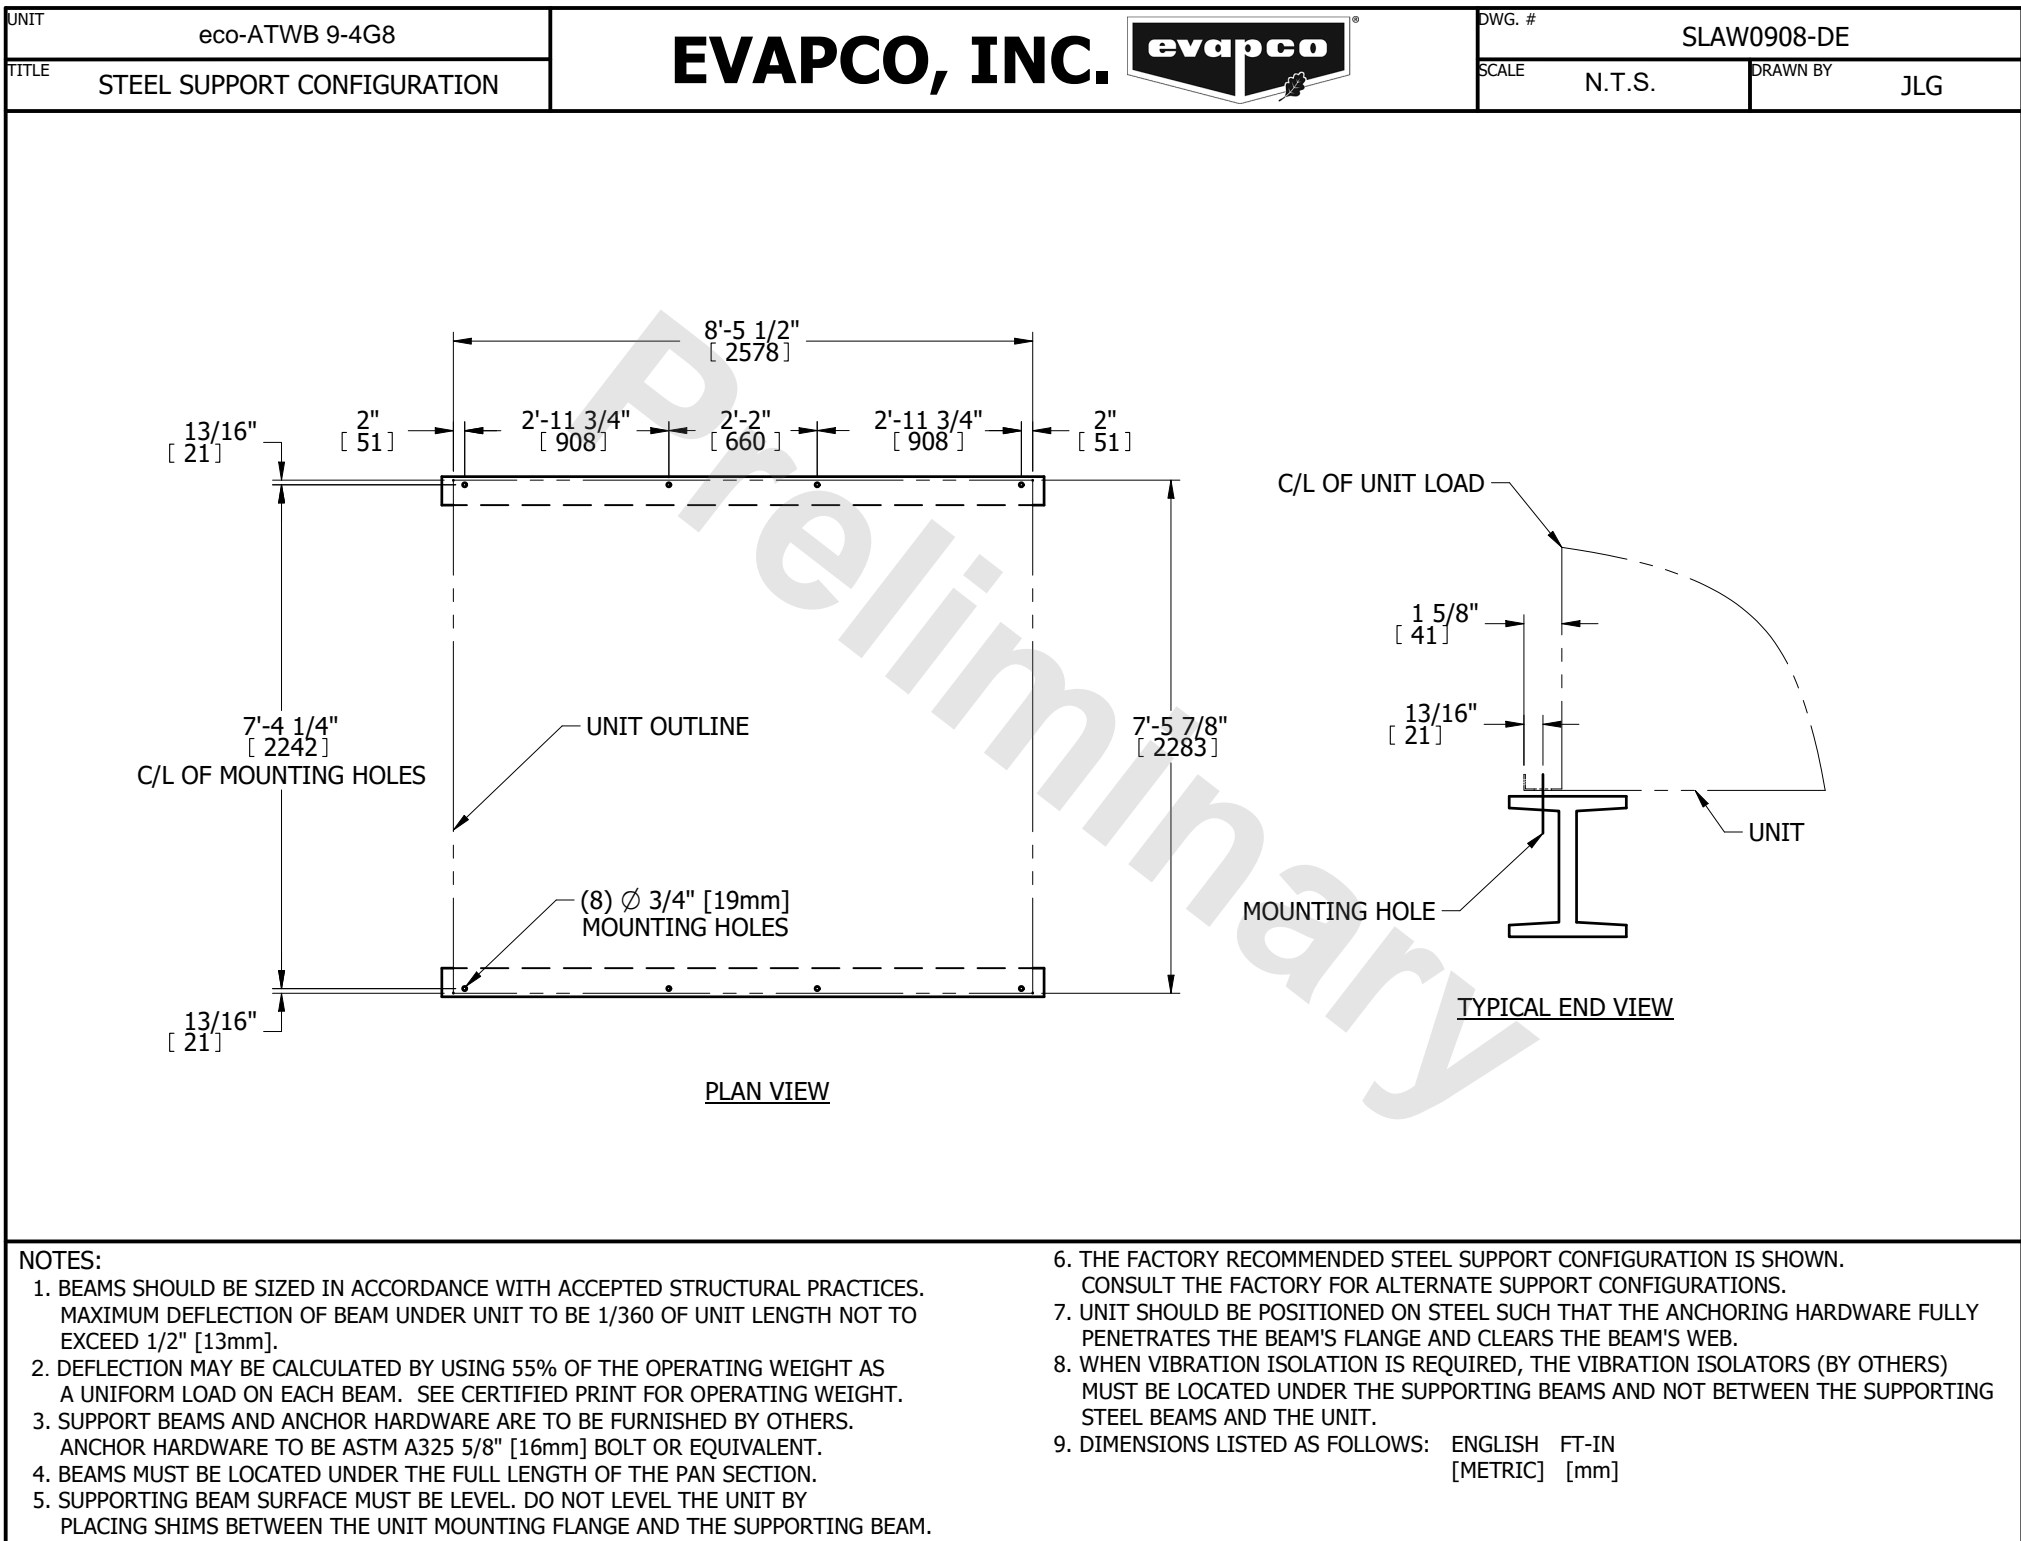 UNIT
eco-ATWB 9-4G8
TITLE
STEEL SUPPORT CONFIGURATION
EVAPCO, INC.
evapco
®
DWG. #
SLAW0908-DE
SCALE
N.T.S.
DRAWN BY
JLG
8'-5 1/2"
[ 2578 ]
13/16"
[ 21 ]
2"
[ 51 ]
2'-11 3/4"
[ 908 ]
2'-2"
[ 660 ]
2'-11 3/4"
[ 908 ]
2"
[ 51 ]
7'-4 1/4"
[ 2242 ]
C/L OF MOUNTING HOLES
UNIT OUTLINE
7'-5 7/8"
[ 2283 ]
(8) ∅ 3/4" [19mm]
MOUNTING HOLES
13/16"
[ 21 ]
PLAN VIEW
C/L OF UNIT LOAD
1 5/8"
[ 41 ]
13/16"
[ 21 ]
UNIT
MOUNTING HOLE
TYPICAL END VIEW
Preliminary
NOTES:
1. BEAMS SHOULD BE SIZED IN ACCORDANCE WITH ACCEPTED STRUCTURAL PRACTICES.
MAXIMUM DEFLECTION OF BEAM UNDER UNIT TO BE 1/360 OF UNIT LENGTH NOT TO
EXCEED 1/2" [13mm].
2. DEFLECTION MAY BE CALCULATED BY USING 55% OF THE OPERATING WEIGHT AS
A UNIFORM LOAD ON EACH BEAM. SEE CERTIFIED PRINT FOR OPERATING WEIGHT.
3. SUPPORT BEAMS AND ANCHOR HARDWARE ARE TO BE FURNISHED BY OTHERS.
ANCHOR HARDWARE TO BE ASTM A325 5/8" [16mm] BOLT OR EQUIVALENT.
4. BEAMS MUST BE LOCATED UNDER THE FULL LENGTH OF THE PAN SECTION.
5. SUPPORTING BEAM SURFACE MUST BE LEVEL. DO NOT LEVEL THE UNIT BY
PLACING SHIMS BETWEEN THE UNIT MOUNTING FLANGE AND THE SUPPORTING BEAM.
6. THE FACTORY RECOMMENDED STEEL SUPPORT CONFIGURATION IS SHOWN.
CONSULT THE FACTORY FOR ALTERNATE SUPPORT CONFIGURATIONS.
7. UNIT SHOULD BE POSITIONED ON STEEL SUCH THAT THE ANCHORING HARDWARE FULLY
PENETRATES THE BEAM'S FLANGE AND CLEARS THE BEAM'S WEB.
8. WHEN VIBRATION ISOLATION IS REQUIRED, THE VIBRATION ISOLATORS (BY OTHERS)
MUST BE LOCATED UNDER THE SUPPORTING BEAMS AND NOT BETWEEN THE SUPPORTING
STEEL BEAMS AND THE UNIT.
9. DIMENSIONS LISTED AS FOLLOWS: ENGLISH FT-IN
[METRIC] [mm]